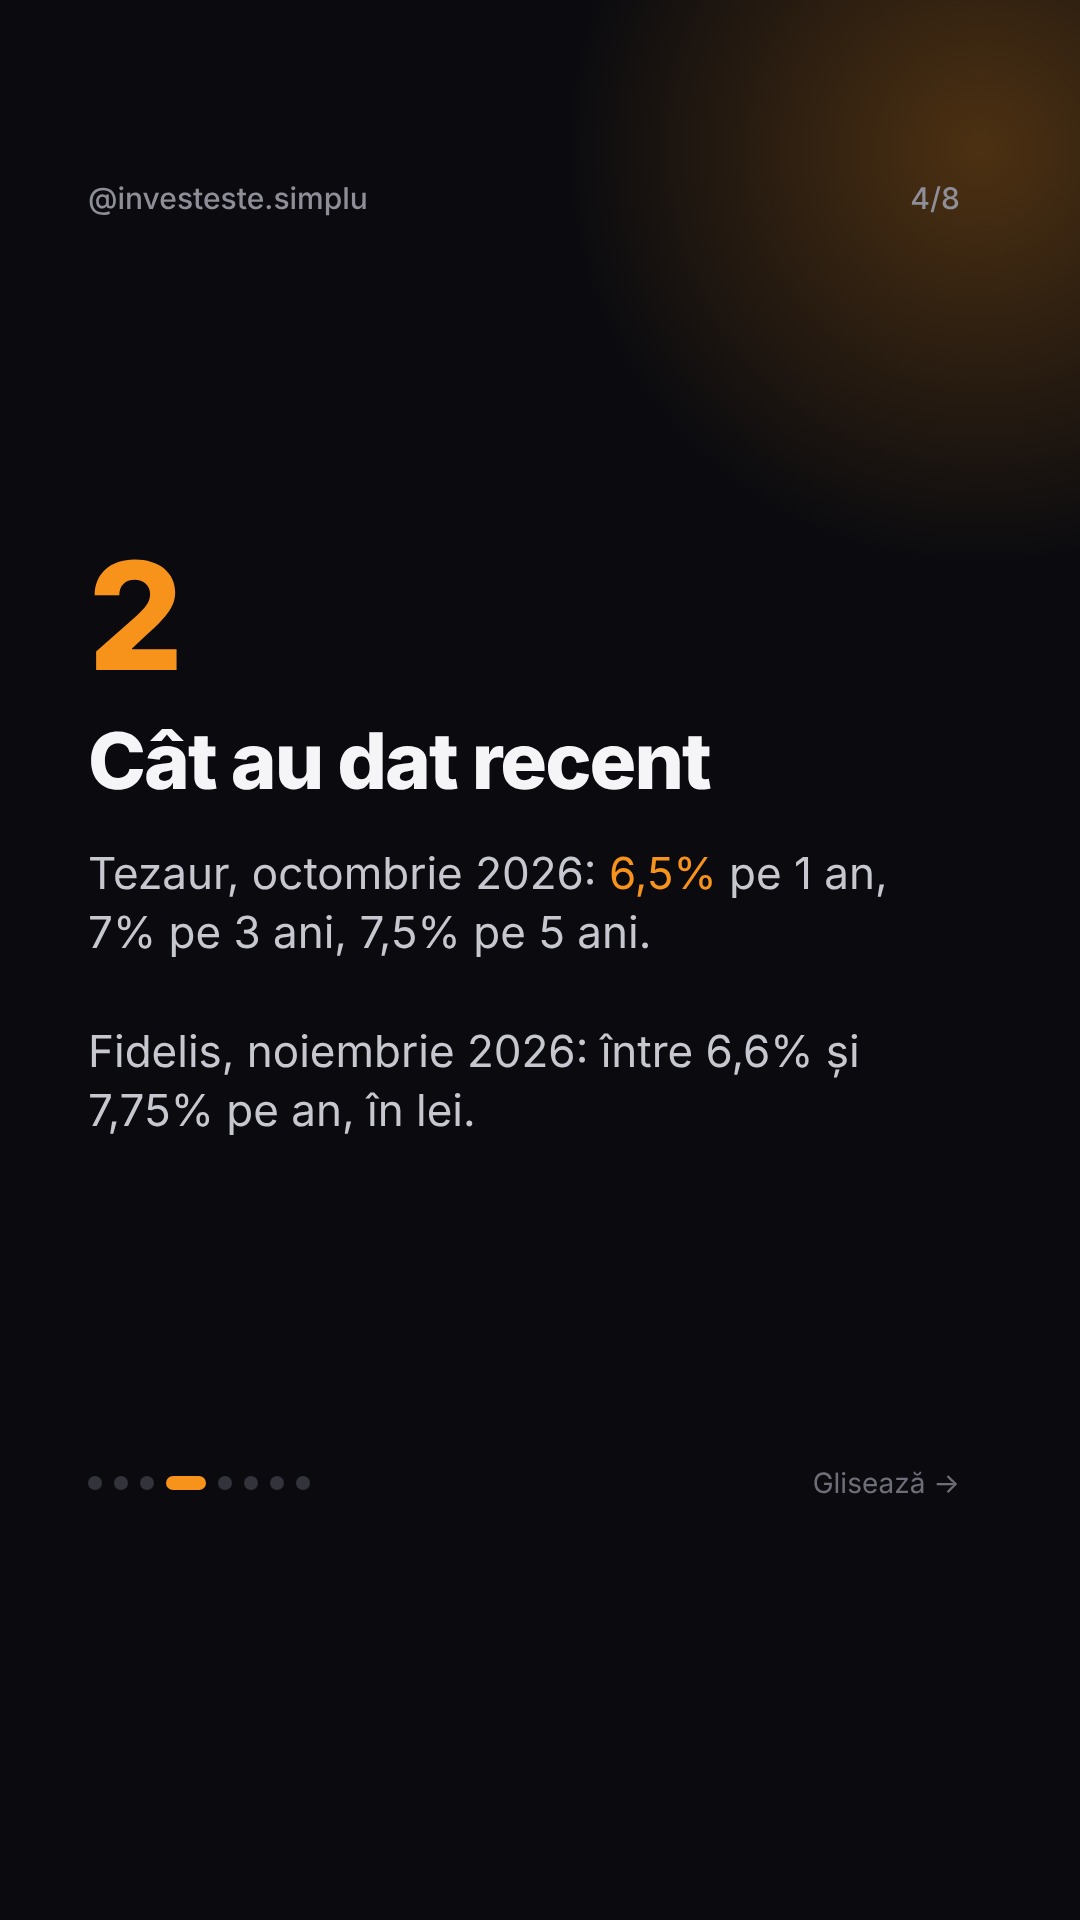 @investeste.simplu
4/8
2
Cât au dat recent
Tezaur, octombrie 2026: 6,5% pe 1 an,
7% pe 3 ani, 7,5% pe 5 ani.
Fidelis, noiembrie 2026: între 6,6% și
7,75% pe an, în lei.
Glisează →